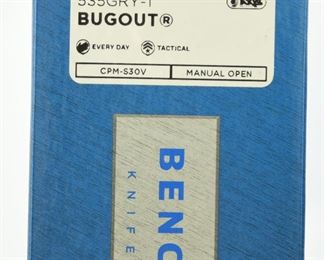 535GRY-1
BUGOUT®
EVERY DAY TACTICAL
CPM-S30V MANUAL OPEN
BENC
KNIFE